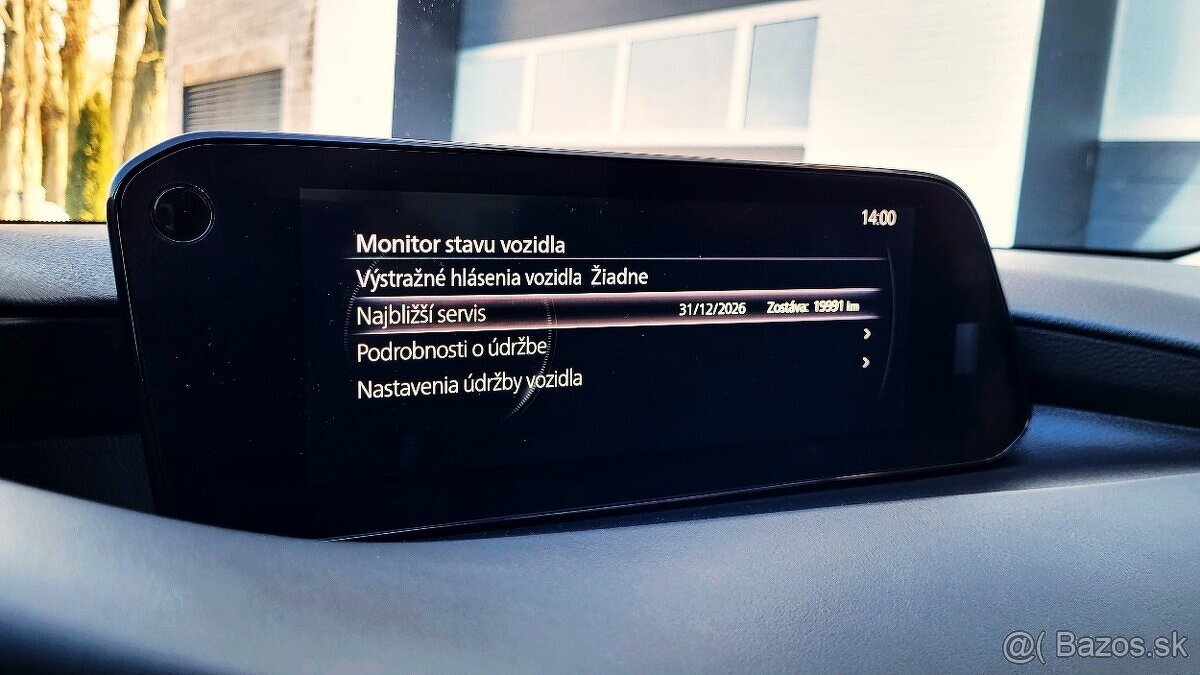 14:00
Monitor stavu vozidla
Výstražné hlásenia vozidla Žiadne
Najbližší servis 31/12/2026 Zostáva: 19991 km
Podrobnosti o údržbe
Nastavenia údržby vozidla
@( Bazos.sk